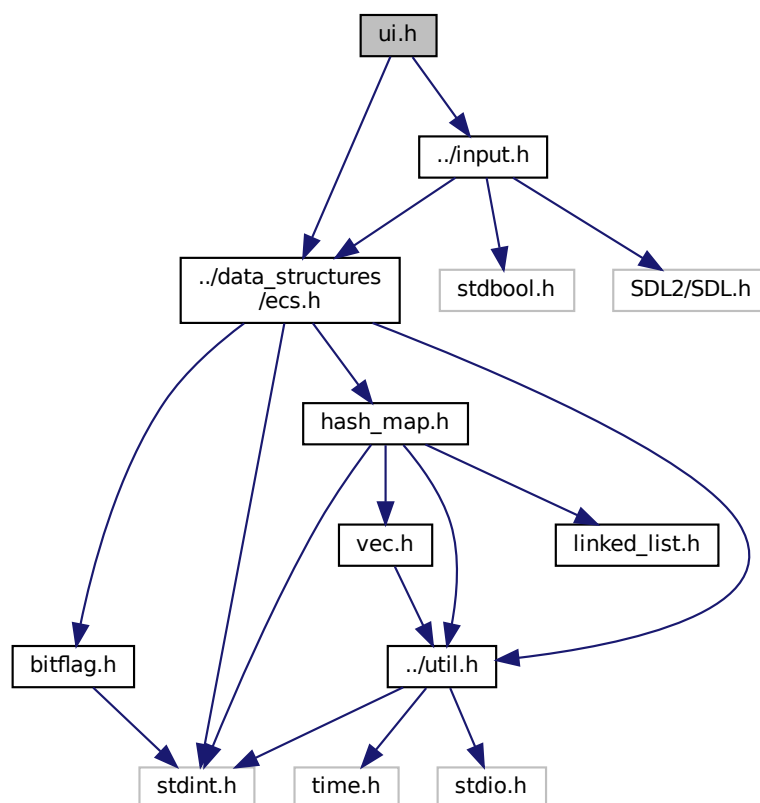 ui.h
../input.h
../data_structures
/ecs.h
stdbool.h
SDL2/SDL.h
hash_map.h
vec.h
linked_list.h
bitflag.h
../util.h
stdint.h
time.h
stdio.h